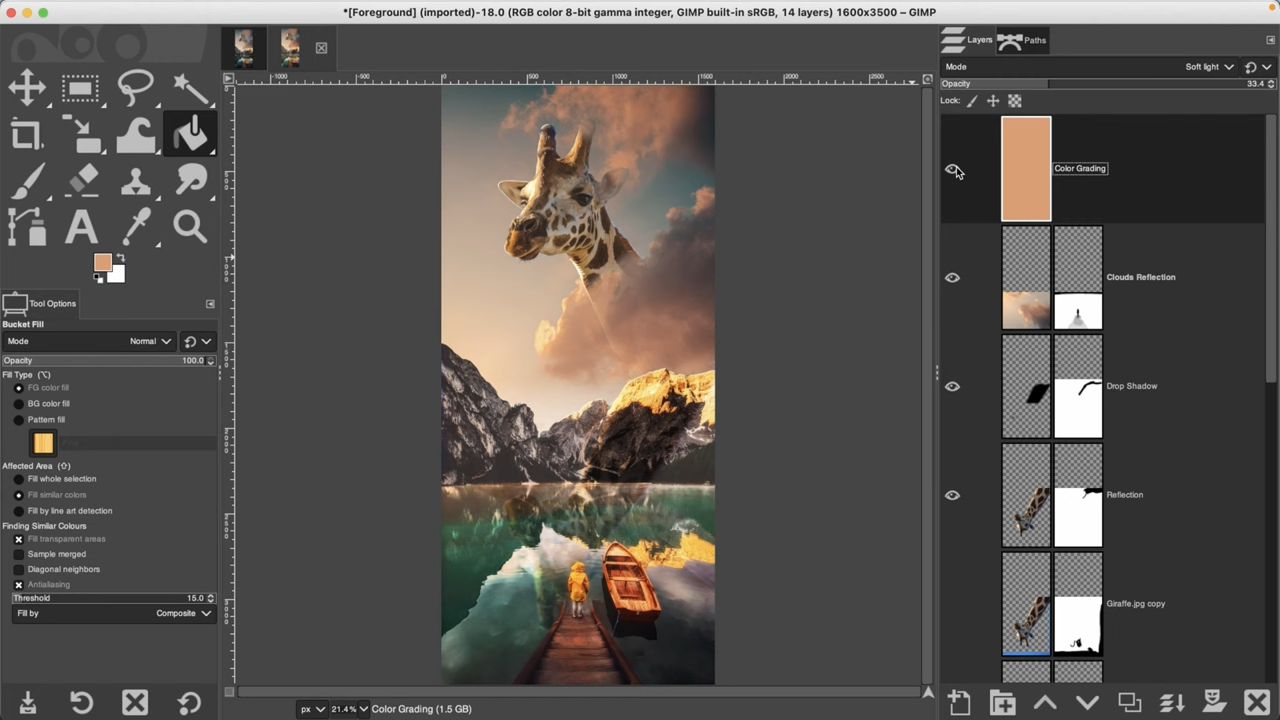 *[Foreground] (imported)-18.0 (RGB color 8-bit gamma integer, GIMP built-in sRGB, 14 layers) 1600x3500 – GIMP
Layers
Paths
Mode
Soft light
Opacity
33.4
Lock:
-1000
-500
0
500
1000
1500
2000
2500
Color Grading
Clouds Reflection
Drop Shadow
Reflection
Giraffe.jpg copy
A
Tool Options
Bucket Fill
Mode
Normal
Opacity
100.0
Fill Type (⌥)
FG color fill
BG color fill
Pattern fill
Affected Area (⇧)
Fill whole selection
Fill similar colors
Fill by line art detection
Finding Similar Colours
Fill transparent areas
Sample merged
Diagonal neighbors
Antialiasing
Threshold
15.0
Fill by
Composite
px
21.4%
Color Grading (1.5 GB)